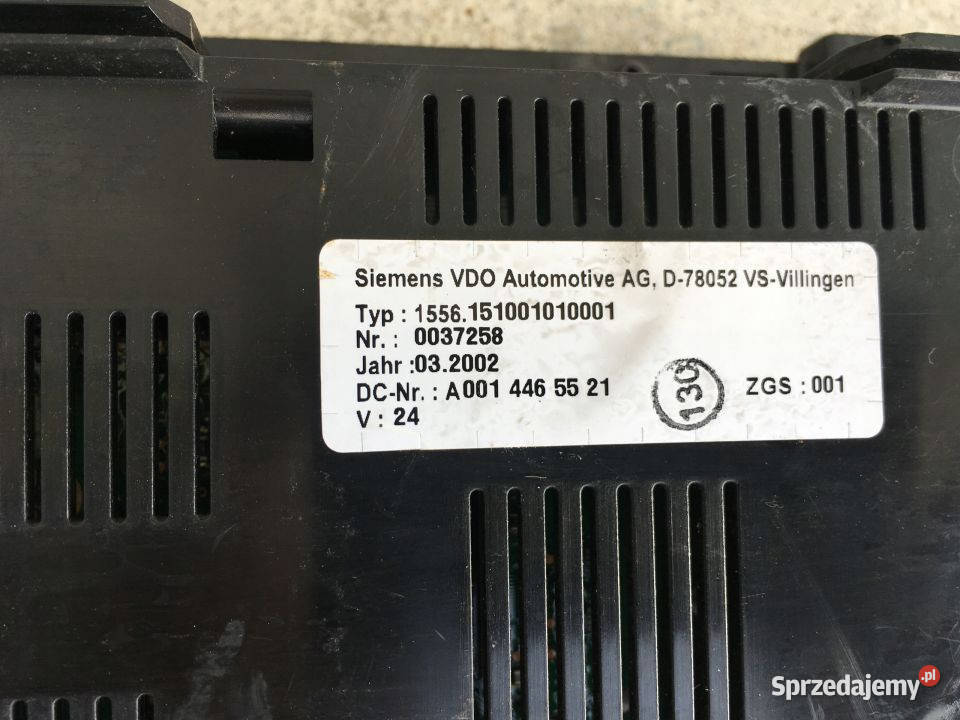 Siemens VDO Automotive AG, D-78052 VS-Villingen
Typ : 1556.151001010001
Nr. : 0037258
Jahr :03.2002
DC-Nr. : A001 446 55 21
V : 24
130
ZGS : 001
Sprzedajemy.pl